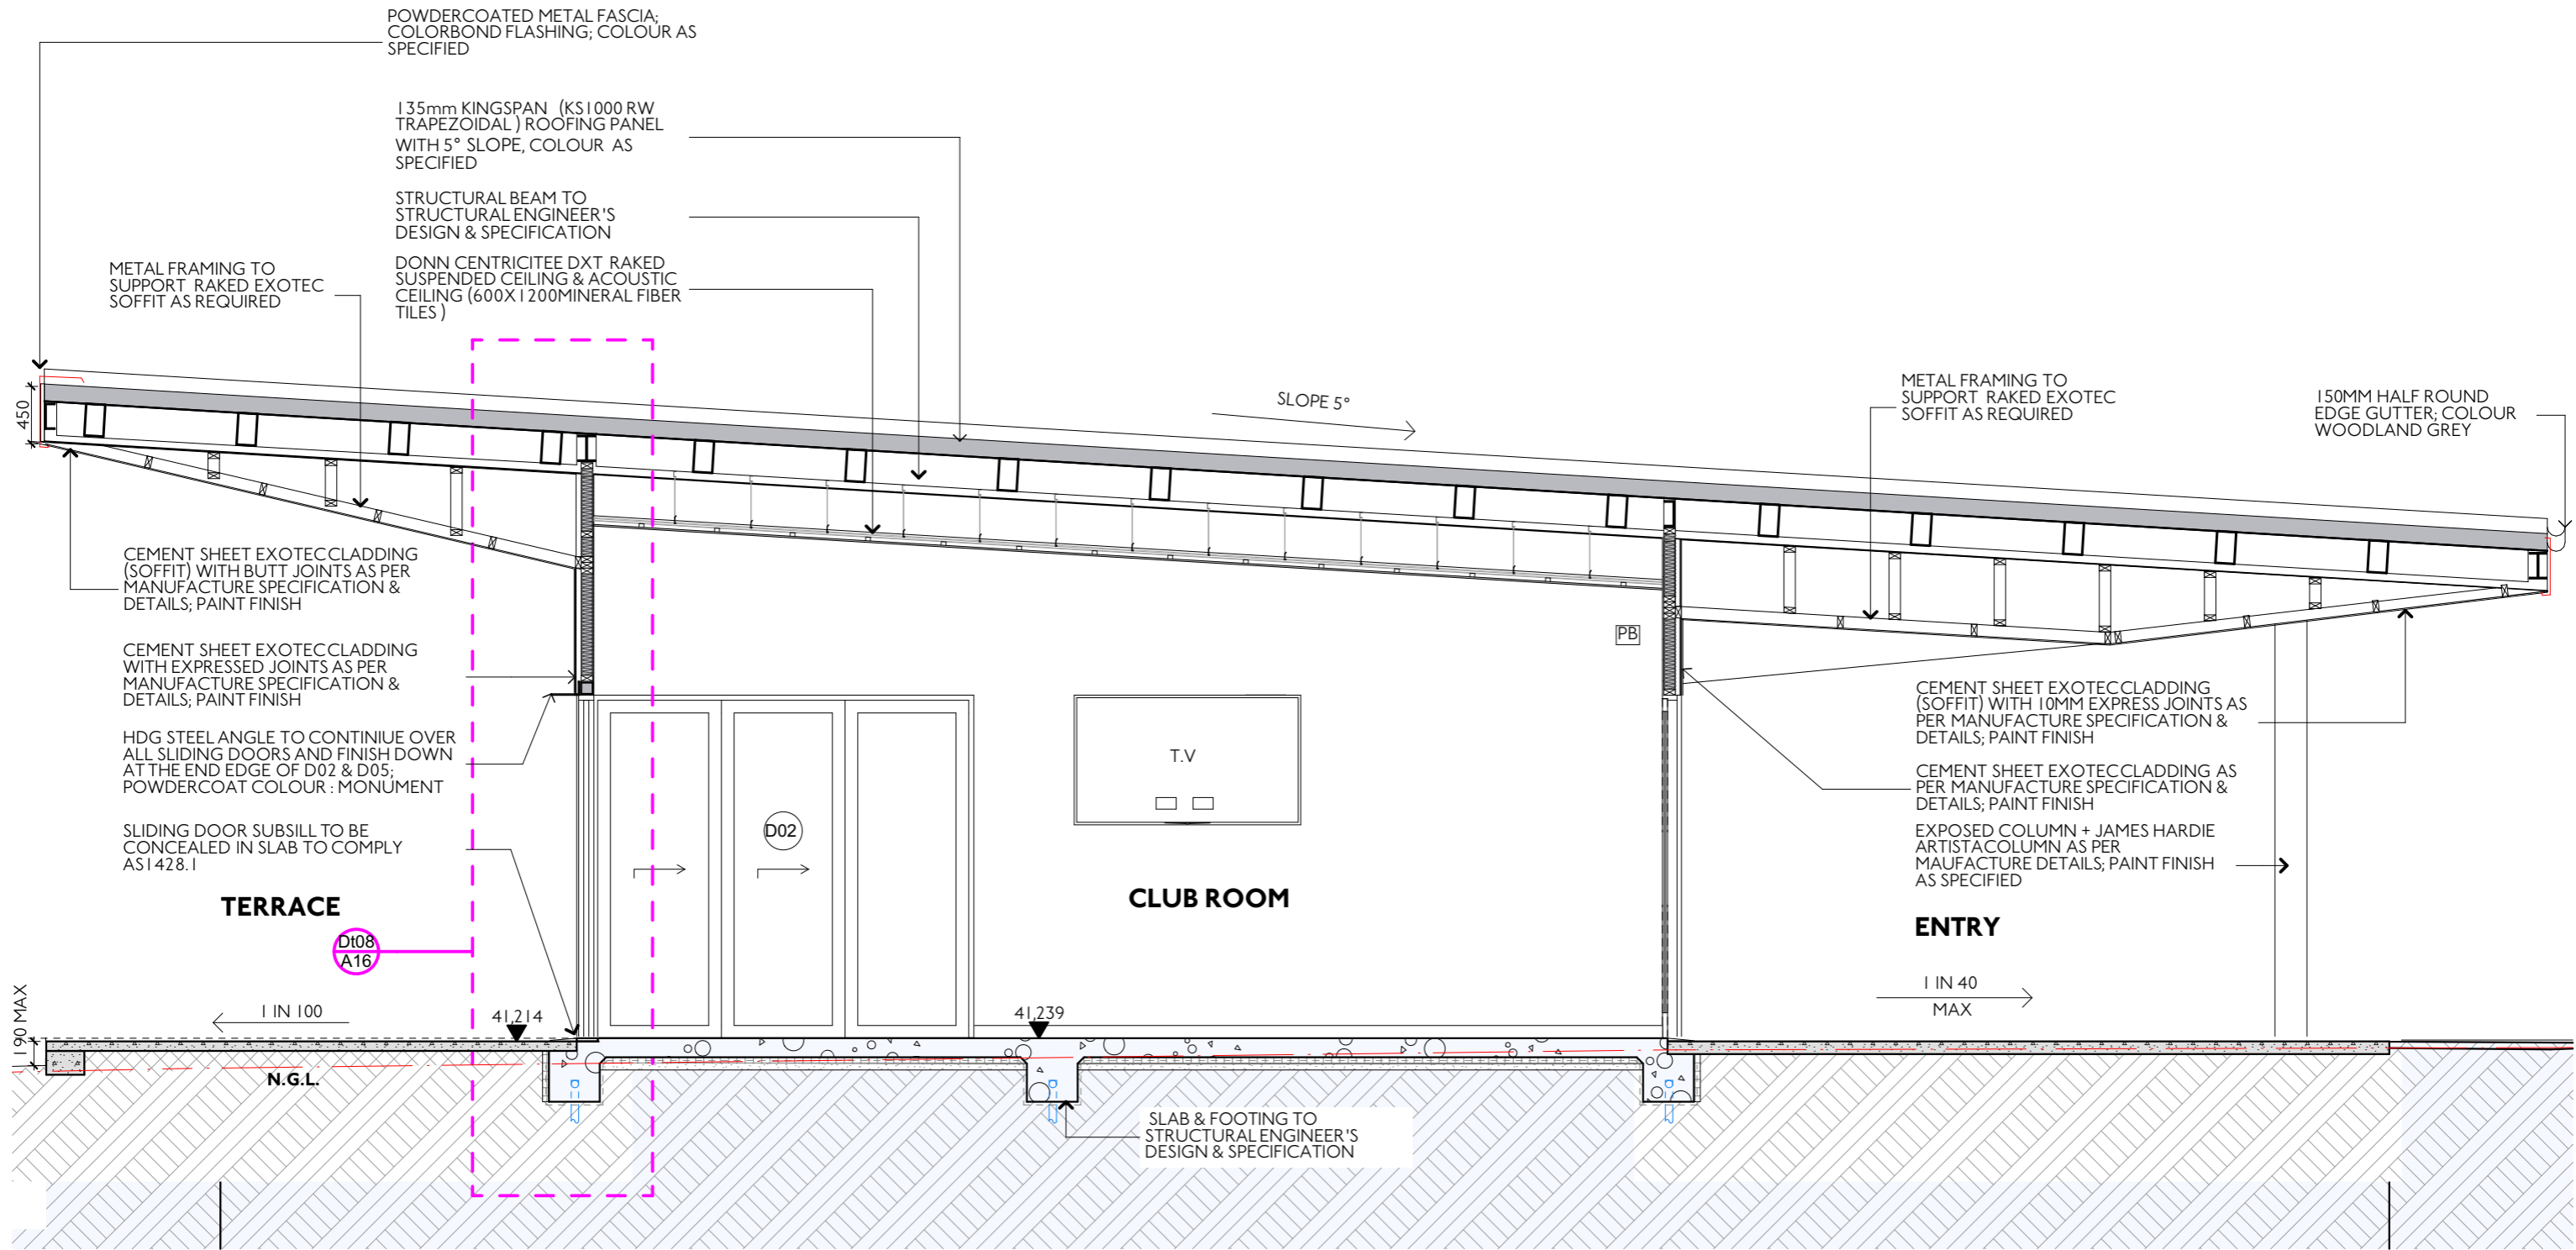 POWDERCOATED METAL FASCIA;
COLORBOND FLASHING; COLOUR AS
SPECIFIED
135mm KINGSPAN (KS1000 RW
TRAPEZOIDAL ) ROOFING PANEL
WITH 5° SLOPE, COLOUR AS
SPECIFIED
STRUCTURAL BEAM TO
STRUCTURAL ENGINEER'S
DESIGN & SPECIFICATION
DONN CENTRICITEE DXT RAKED
SUSPENDED CEILING & ACOUSTIC
CEILING (600X1200MINERAL FIBER
TILES )
METAL FRAMING TO
SUPPORT RAKED EXOTEC
SOFFIT AS REQUIRED
450
SLOPE 5°
METAL FRAMING TO
SUPPORT RAKED EXOTEC
SOFFIT AS REQUIRED
150MM HALF ROUND
EDGE GUTTER; COLOUR
WOODLAND GREY
CEMENT SHEET EXOTEC CLADDING
(SOFFIT) WITH BUTT JOINTS AS PER
MANUFACTURE SPECIFICATION &
DETAILS; PAINT FINISH
CEMENT SHEET EXOTEC CLADDING
WITH EXPRESSED JOINTS AS PER
MANUFACTURE SPECIFICATION &
DETAILS; PAINT FINISH
HDG STEEL ANGLE TO CONTINIUE OVER
ALL SLIDING DOORS AND FINISH DOWN
AT THE END EDGE OF D02 & D05;
POWDERCOAT COLOUR : MONUMENT
SLIDING DOOR SUBSILL TO BE
CONCEALED IN SLAB TO COMPLY
AS1428.1
PB
T.V
D02
CEMENT SHEET EXOTEC CLADDING
(SOFFIT) WITH 10MM EXPRESS JOINTS AS
PER MANUFACTURE SPECIFICATION &
DETAILS; PAINT FINISH
CEMENT SHEET EXOTEC CLADDING AS
PER MANUFACTURE SPECIFICATION &
DETAILS; PAINT FINISH
EXPOSED COLUMN + JAMES HARDIE
ARTISTACOLUMN AS PER
MAUFACTURE DETAILS; PAINT FINISH
AS SPECIFIED
TERRACE
CLUB ROOM
ENTRY
Dt08
A16
190 MAX
1 IN 100
41,214
41,239
1 IN 40
MAX
N.G.L.
SLAB & FOOTING TO
STRUCTURAL ENGINEER'S
DESIGN & SPECIFICATION